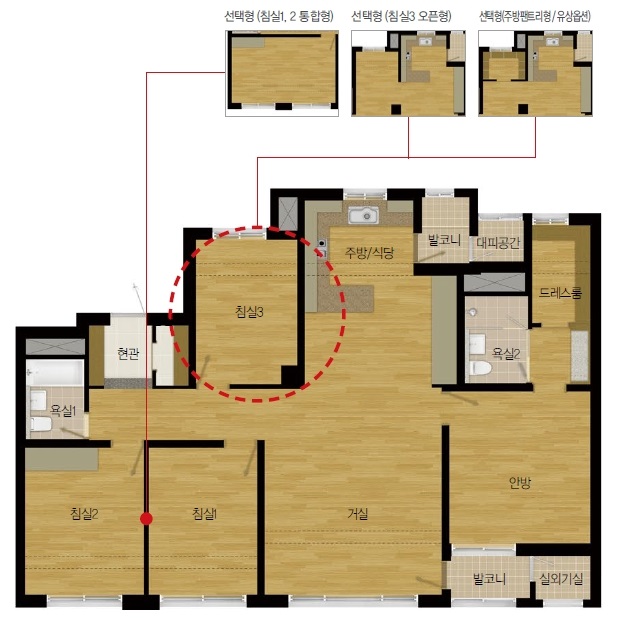 선택형 (침실1, 2 통합형)
선택형 (침실3 오픈형)
선택형(주방팬트리형/유상옵션)
주방/식당
발코니
대피공간
드레스룸
침실3
현관
욕실2
욕실1
안방
침실2
침실1
거실
발코니
실외기실